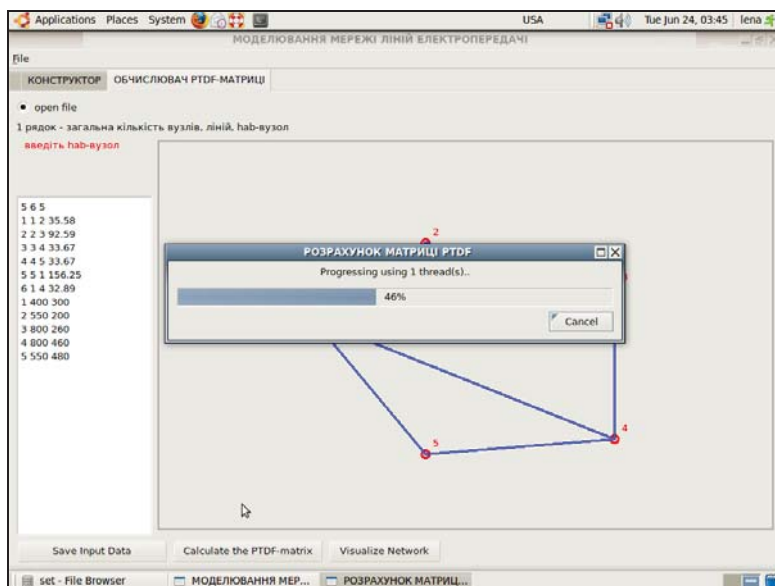 Applications Places System USA Tue Jun 24, 03:45 lena
МОДЕЛЮВАННЯ МЕРЕЖІ ЛІНІЙ ЕЛЕКТРОПЕРЕДАЧІ
File
КОНСТРУКТОР ОБЧИСЛЮВАЧ PTDF-МАТРИЦІ
open file
1 рядок - загальна кількість вузлів, ліній, hab-вузол
введіть hab-вузол
5 6 5
1 1 2 35.58
2 2 3 92.59
3 3 4 33.67
4 4 5 33.67
5 5 1 156.25
6 1 4 32.89
1 400 300
2 550 200
3 800 260
4 800 460
5 550 480
2
РОЗРАХУНОК МАТРИЦІ PTDF
Progressing using 1 thread(s)..
46%
Cancel
4
5
Save Input Data Calculate the PTDF-matrix Visualize Network
set - File Browser МОДЕЛЮВАННЯ МЕР... РОЗРАХУНОК МАТРИЦ...